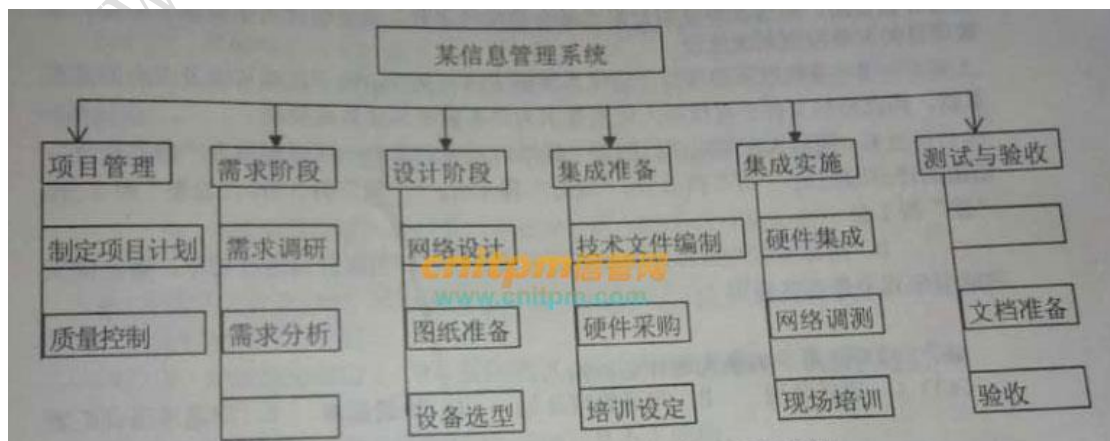 某信息管理系统
项目管理
需求阶段
设计阶段
集成准备
集成实施
测试与验收
制定项目计划
需求调研
网络设计
技术文件编制
硬件集成
cnitpm信管网
www.cnitpm.com
质量控制
需求分析
图纸准备
硬件采购
网络调测
文档准备
设备选型
培训设定
现场培训
验收